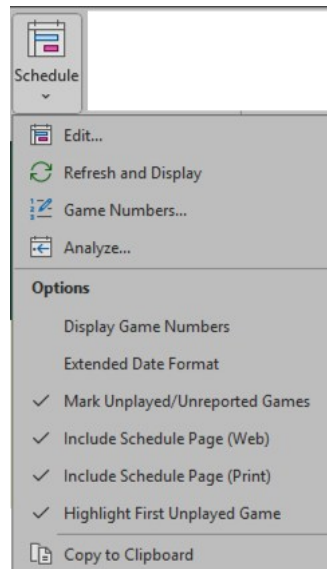 Schedule
Edit...
Refresh and Display
Game Numbers...
Analyze...
Options
Display Game Numbers
Extended Date Format
Mark Unplayed/Unreported Games
Include Schedule Page (Web)
Include Schedule Page (Print)
Highlight First Unplayed Game
Copy to Clipboard